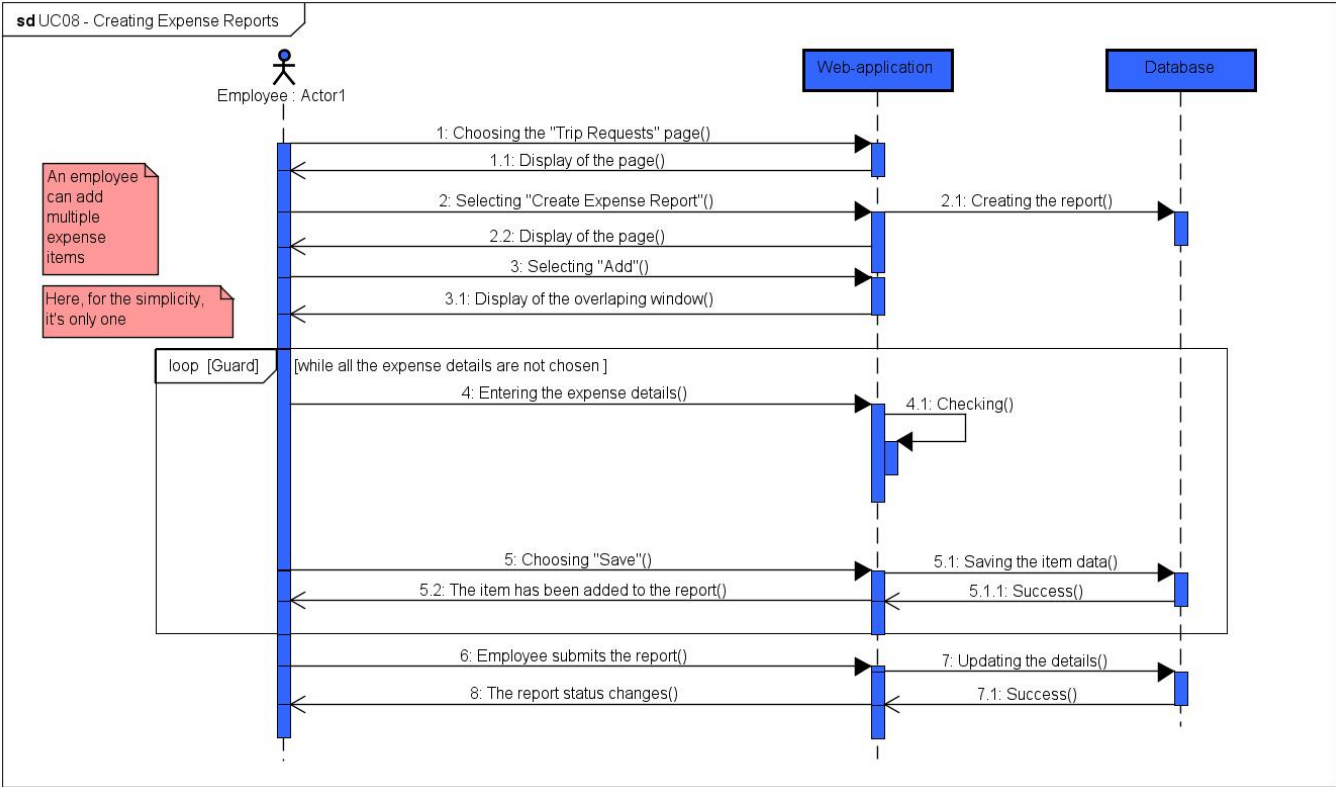 sd UC08 - Creating Expense Reports
Employee : Actor1
Web-application
Database
1: Choosing the "Trip Requests" page()
1.1: Display of the page()
An employee
can add
multiple
expense
items
2: Selecting "Create Expense Report"()
2.1: Creating the report()
2.2: Display of the page()
3: Selecting "Add"()
Here, for the simplicity,
it's only one
3.1: Display of the overlaping window()
loop [Guard]
[while all the expense details are not chosen ]
4: Entering the expense details()
4.1: Checking()
5: Choosing "Save"()
5.1: Saving the item data()
5.2: The item has been added to the report()
5.1.1: Success()
6: Employee submits the report()
7: Updating the details()
8: The report status changes()
7.1: Success()